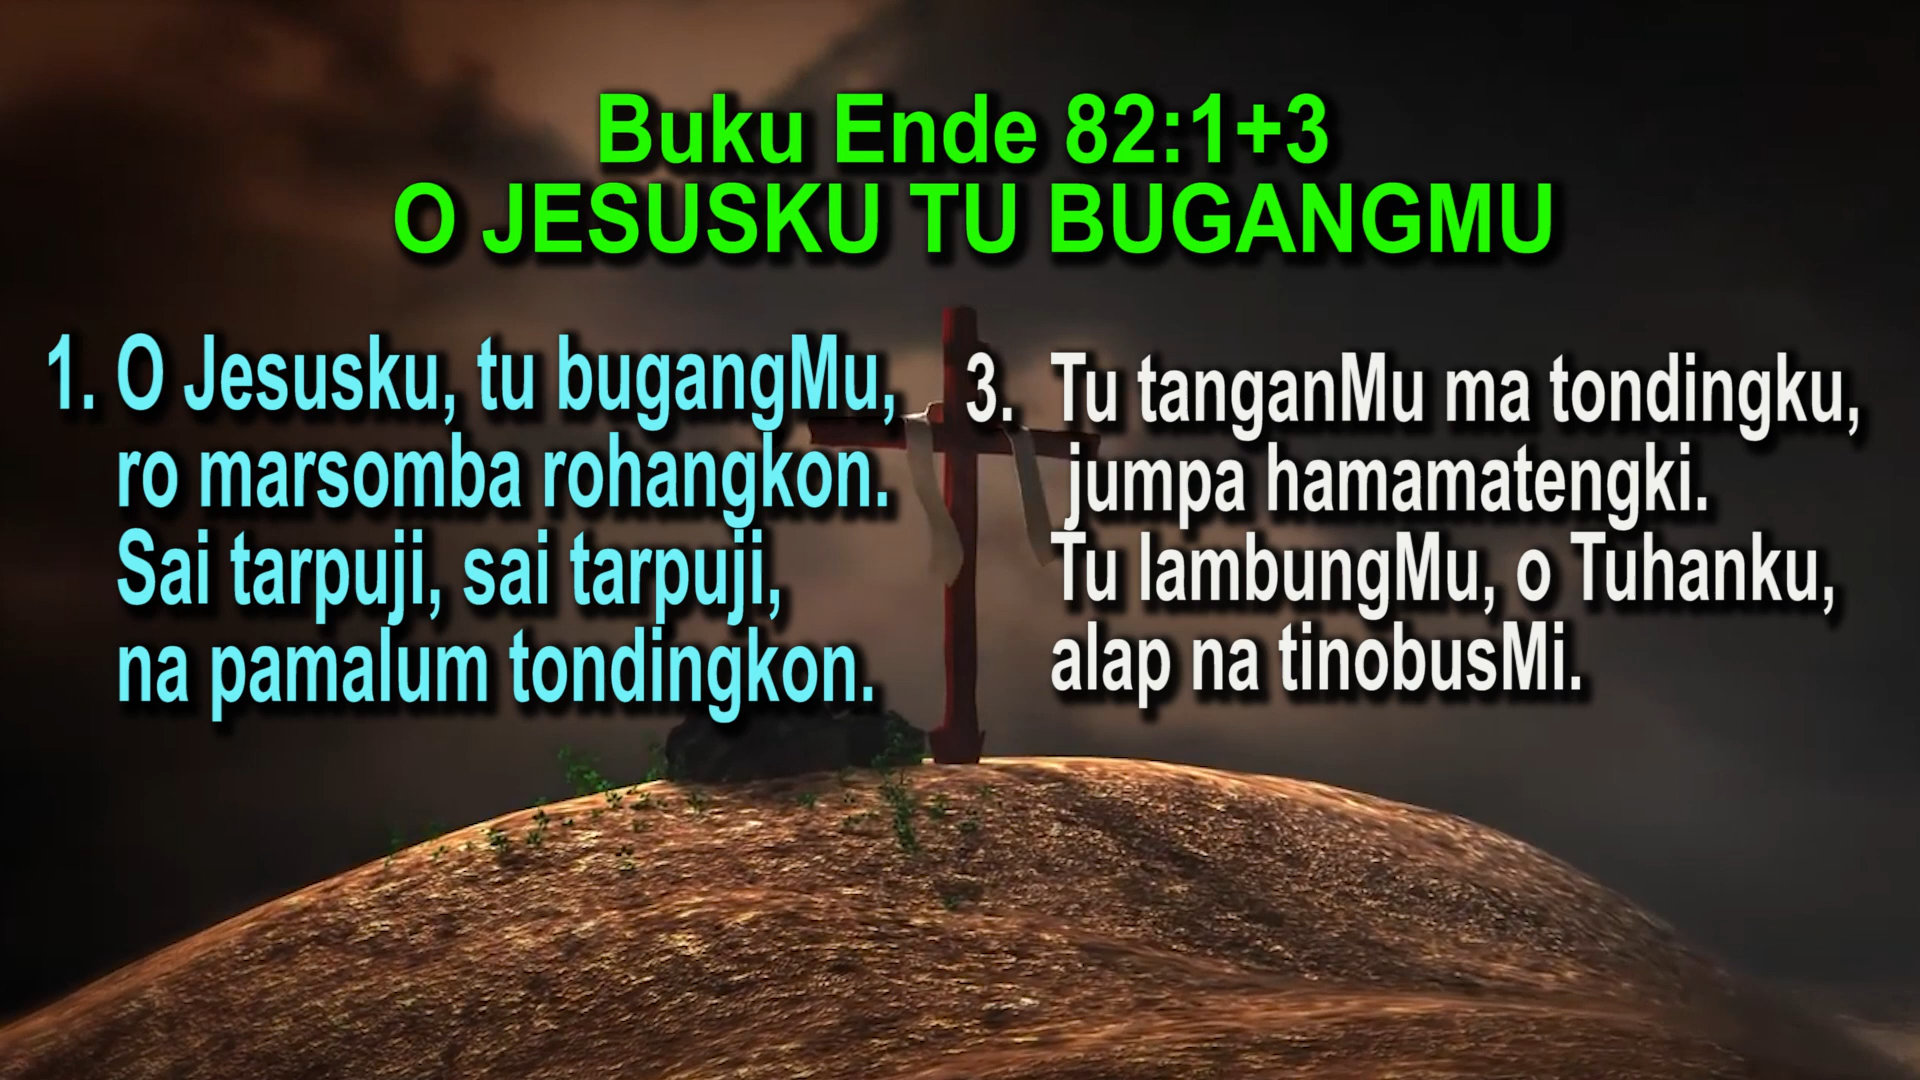 Buku Ende 82:1+3
O JESUSKU TU BUGANGMU
1. O Jesusku, tu bugangMu,
ro marsomba rohangkon.
Sai tarpuji, sai tarpuji,
na pamalum tondingkon.
3. Tu tanganMu ma tondingku,
jumpa hamamatengki.
Tu lambungMu, o Tuhanku,
alap na tinobusMi.